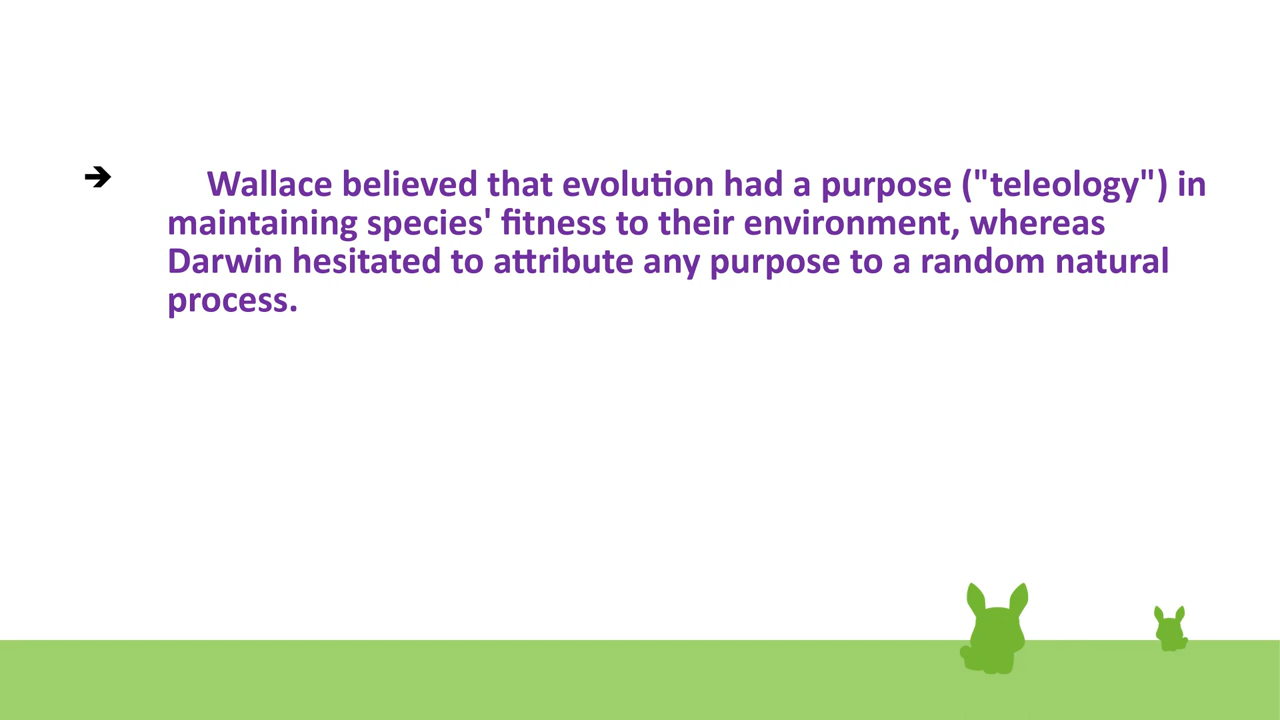 ➔ Wallace believed that evolution had a purpose ("teleology") in
maintaining species' fitness to their environment, whereas
Darwin hesitated to attribute any purpose to a random natural
process.